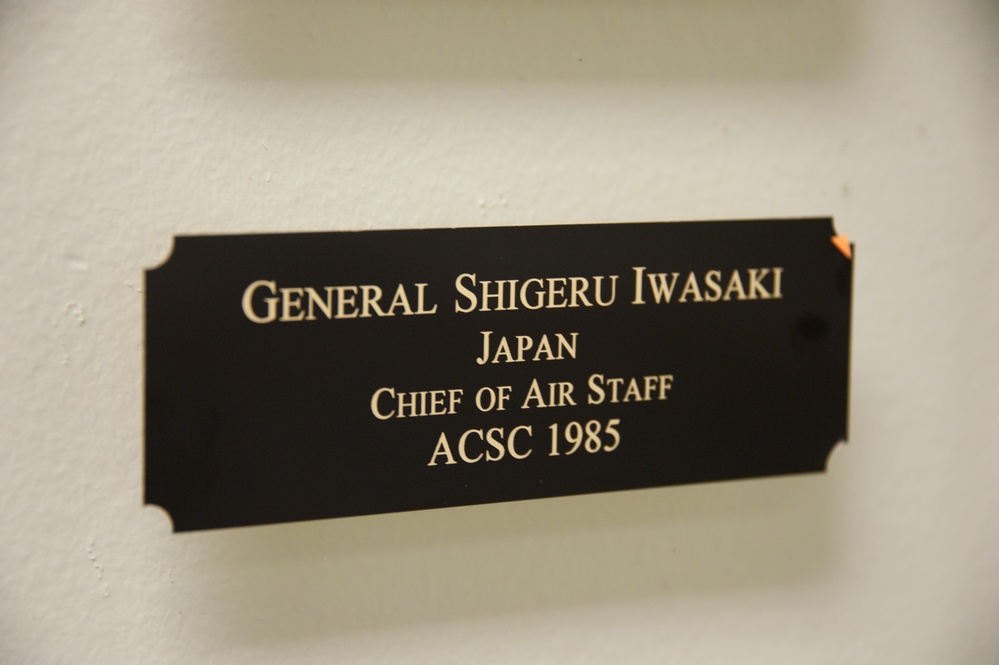 General Shigeru Iwasaki
Japan
Chief of Air Staff
ACSC 1985